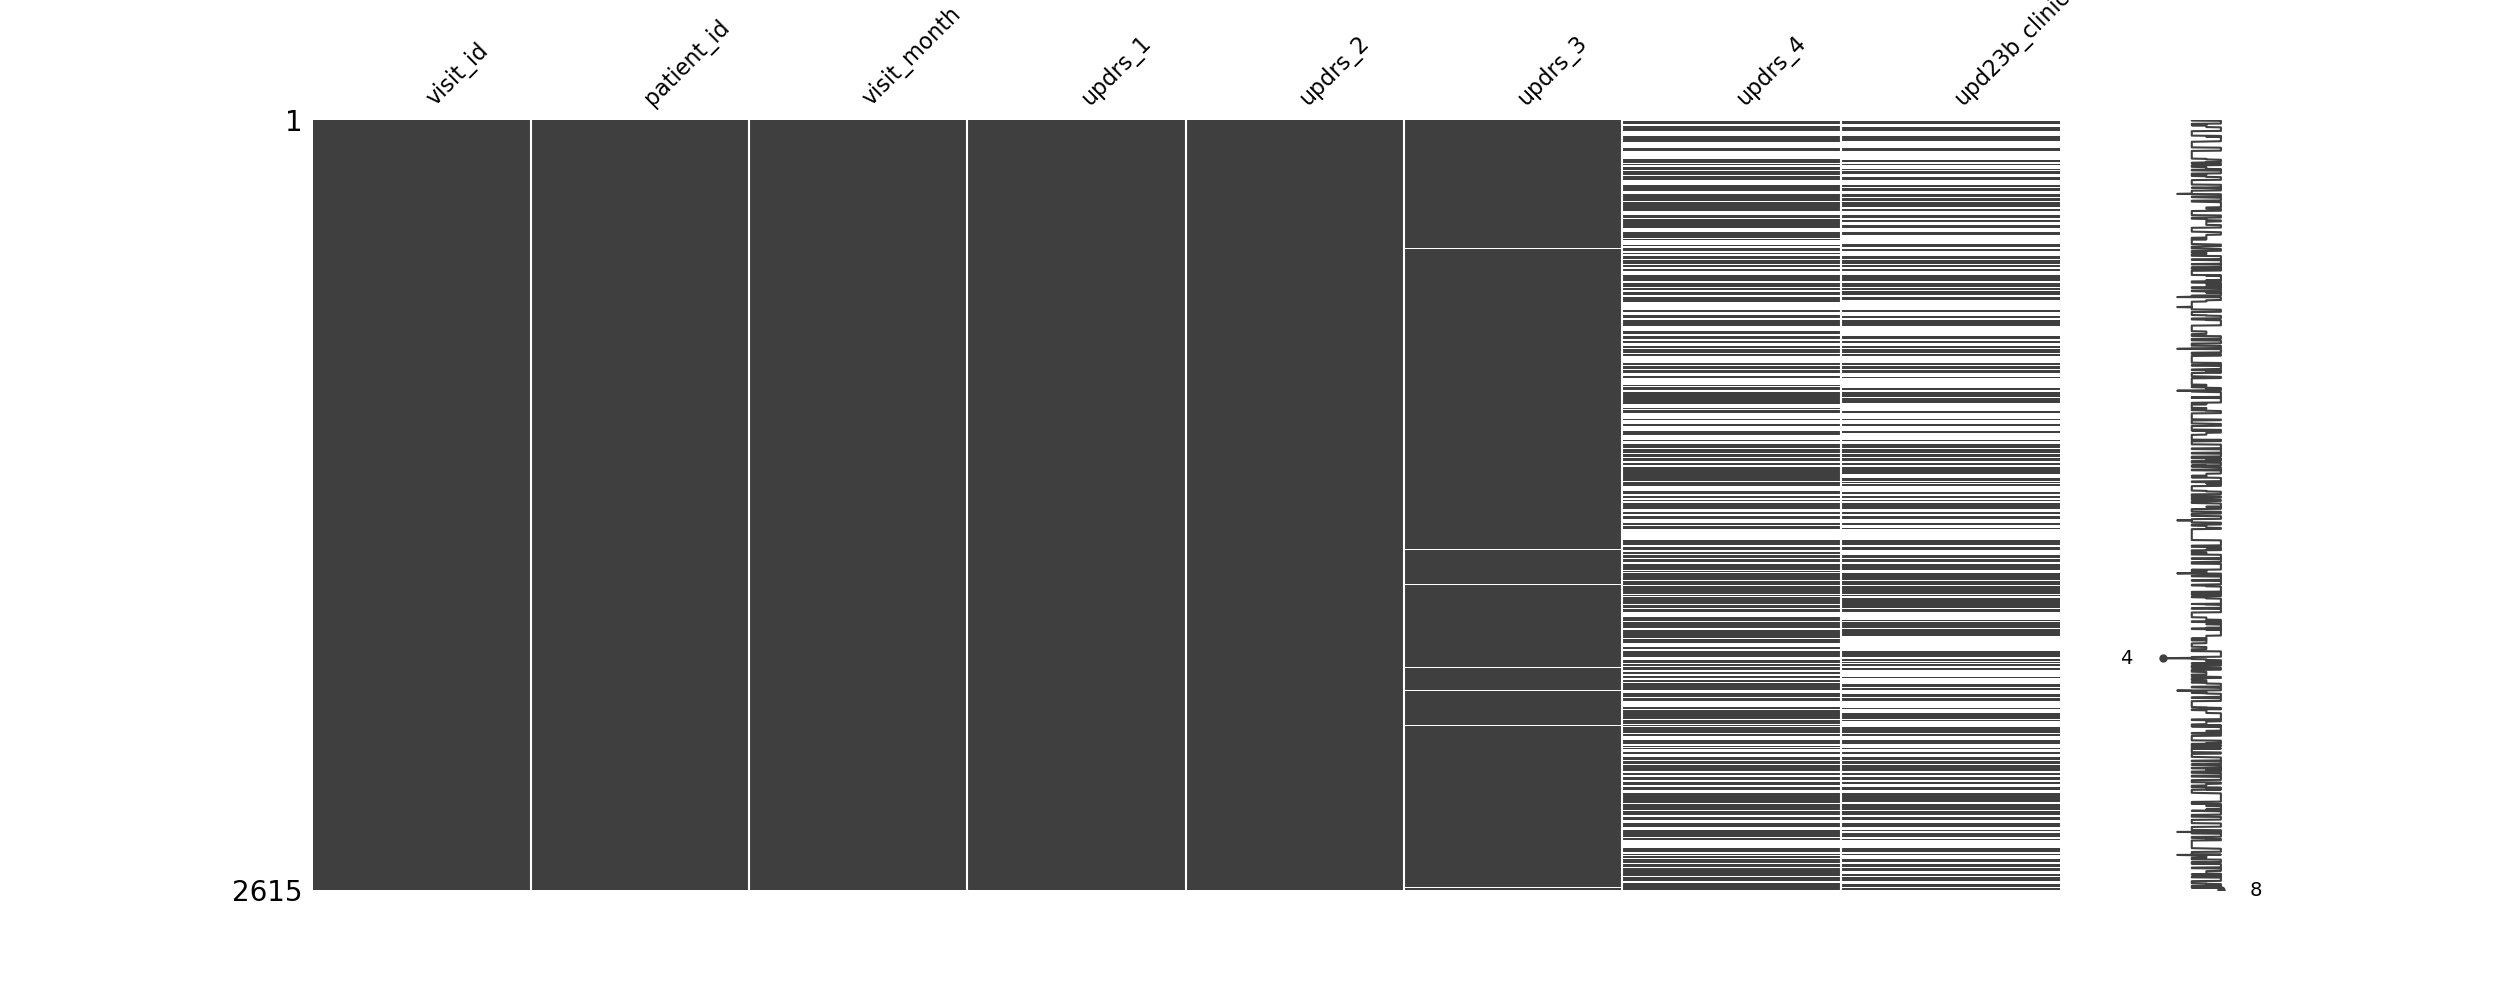 visit_id
patient_id
visit_month
updrs_1
updrs_2
updrs_3
updrs_4
1
4
2615
8